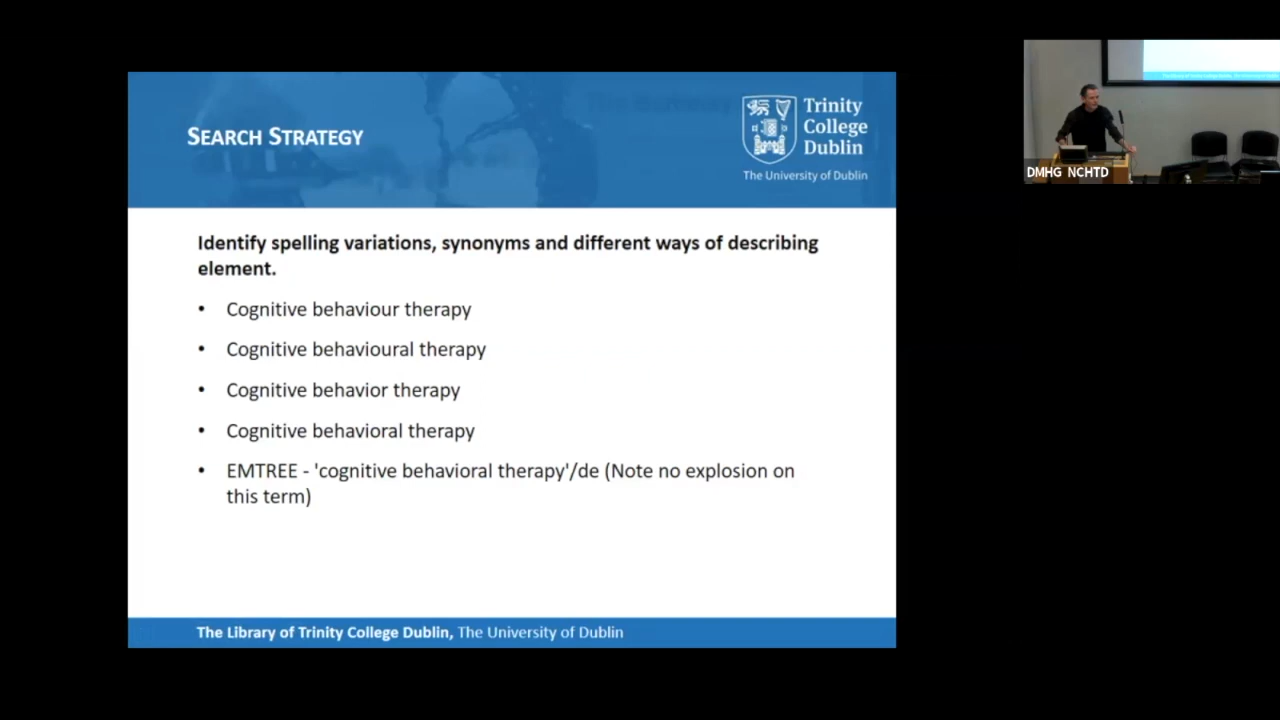 SEARCH STRATEGY
Trinity
College
Dublin
The University of Dublin
Identify spelling variations, synonyms and different ways of describing
element.
• Cognitive behaviour therapy
• Cognitive behavioural therapy
• Cognitive behavior therapy
• Cognitive behavioral therapy
• EMTREE - 'cognitive behavioral therapy'/de (Note no explosion on
this term)
The Library of Trinity College Dublin, The University of Dublin
DMHG NCHTD